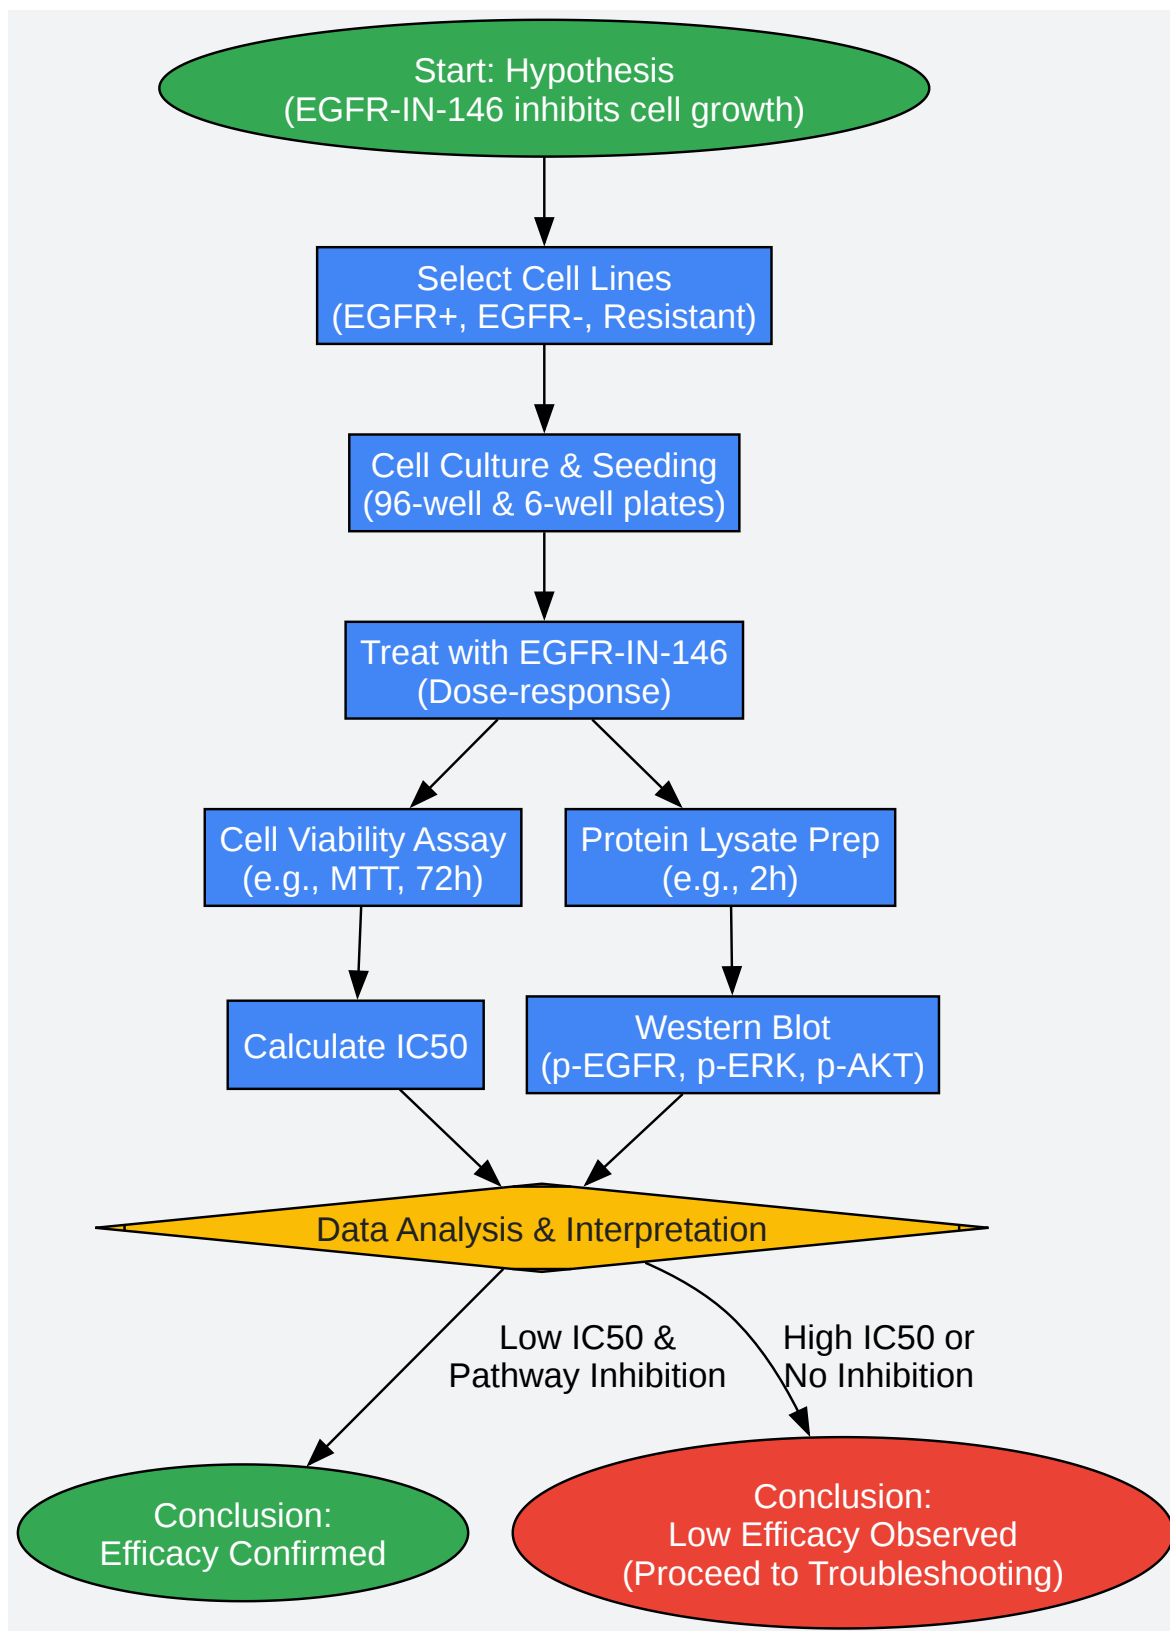 Start: Hypothesis
(EGFR-IN-146 inhibits cell growth)
Select Cell Lines
(EGFR+, EGFR-, Resistant)
Cell Culture & Seeding
(96-well & 6-well plates)
Treat with EGFR-IN-146
(Dose-response)
Cell Viability Assay
(e.g., MTT, 72h)
Protein Lysate Prep
(e.g., 2h)
Calculate IC50
Western Blot
(p-EGFR, p-ERK, p-AKT)
Data Analysis & Interpretation
Low IC50 &
Pathway Inhibition
High IC50 or
No Inhibition
Conclusion:
Efficacy Confirmed
Conclusion:
Low Efficacy Observed
(Proceed to Troubleshooting)